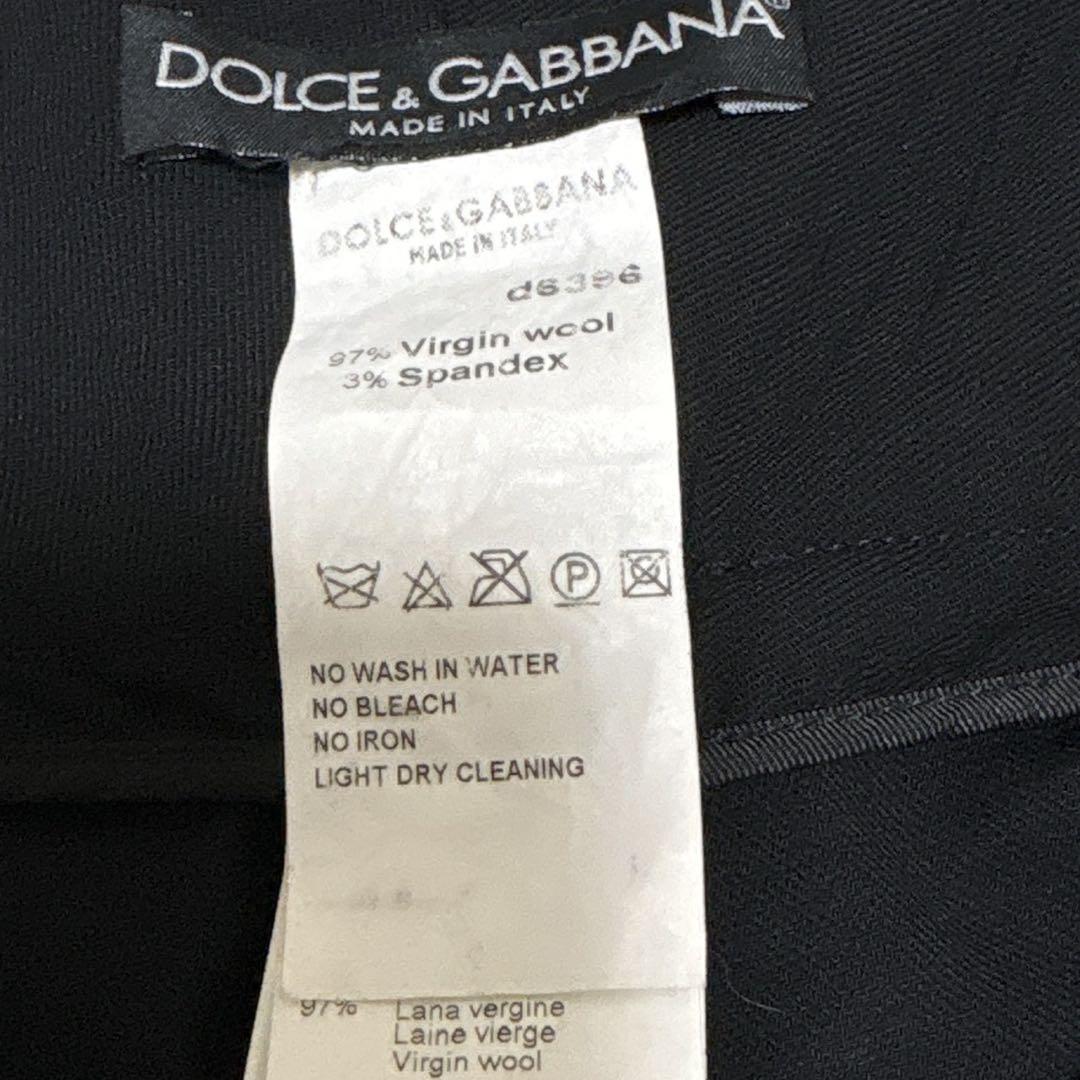 DOLCE & GABBANA
MADE IN ITALY
DOLCE & GABBANA
MADE IN ITALY
d6396
97% Virgin wool
3% Spandex
P
NO WASH IN WATER
NO BLEACH
NO IRON
LIGHT DRY CLEANING
97% Lana vergine
Laine vierge
Virgin wool